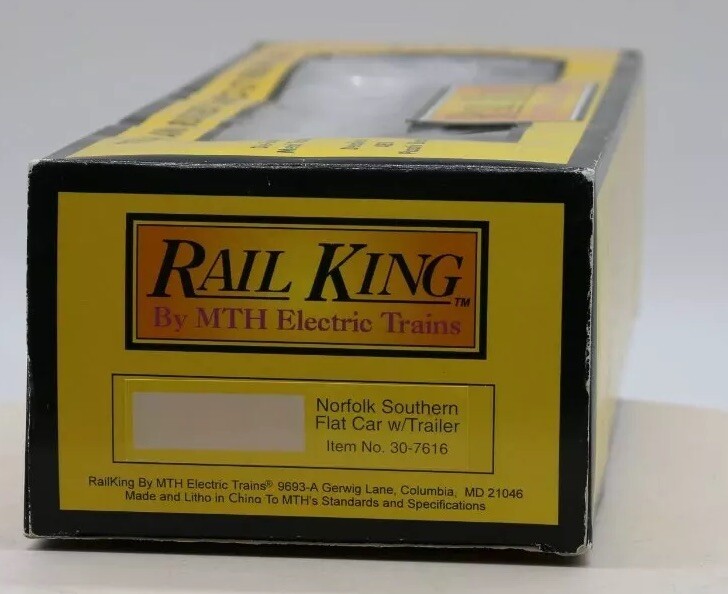 RAIL KING TM
By MTH Electric Trains
Norfolk Southern
Flat Car w/Trailer
Item No. 30-7616
RailKing By MTH Electric Trains® 9693-A Gerwig Lane, Columbia, MD 21046
Made and Litho in China To MTH's Standards and Specifications